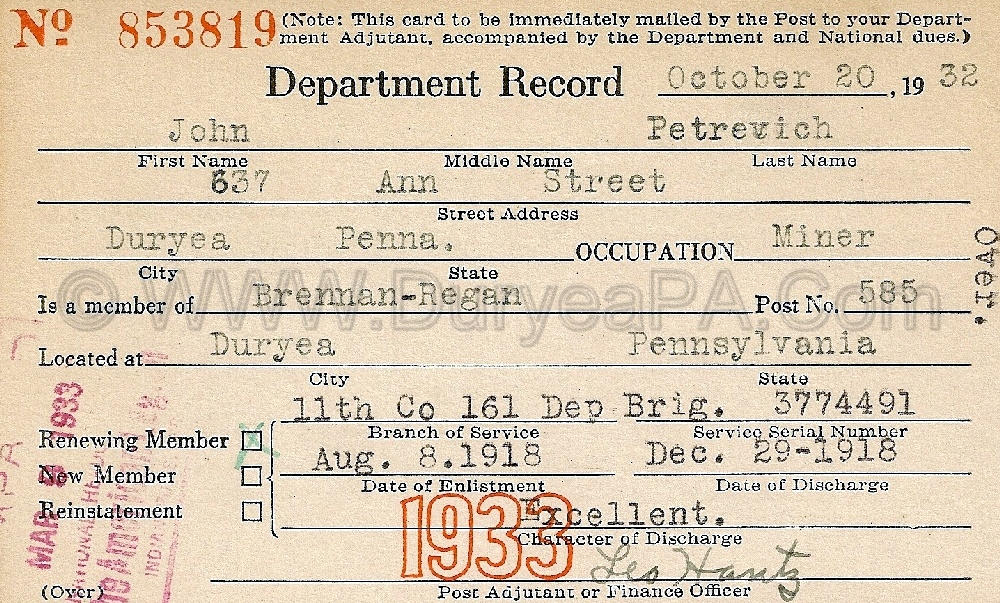 Nº 853819 (Note: This card to be immediately mailed by the Post to your Depart-
ment Adjutant, accompanied by the Department and National dues.)
Department Record October 20, 1932
John Petrevich
First Name Middle Name Last Name
637 Ann Street
Street Address
Duryea Penna. OCCUPATION Miner
City State
Over.
© WWW.DuryeaPA.Com
Is a member of Brennan-Regan Post No. 585
Located at Duryea Pennsylvania
City State
11th Co 161 Dep Brig. 3774491
Renewing Member Branch of Service Service Serial Number
Aug. 8.1918 Dec. 29-1918
New Member Date of Enlistment Date of Discharge
Reinstatement 1933 Excellent.
Character of Discharge
Leo Hantz
(Over) Post Adjutant or Finance Officer
MAR 1933